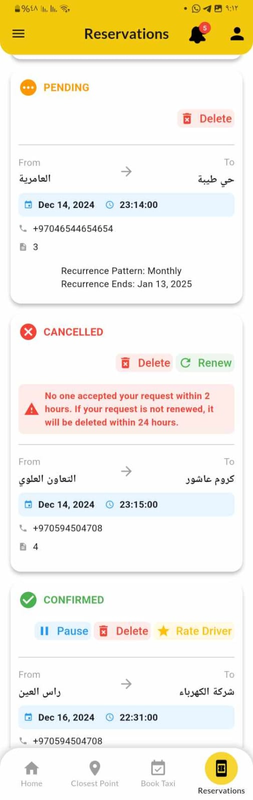 %٤٨ ٩:١٢
Reservations 5
PENDING
Delete
From To
العامرية حي طيبة
Dec 14, 2024 23:14:00
+97046544654654
3
Recurrence Pattern: Monthly
Recurrence Ends: Jan 13, 2025
CANCELLED
Delete Renew
No one accepted your request within 2
hours. If your request is not renewed, it
will be deleted within 24 hours.
From To
التعاون العلوي كروم عاشور
Dec 14, 2024 23:15:00
+970594504708
4
CONFIRMED
Pause Delete Rate Driver
From To
راس العين شركة الكهرباء
Dec 16, 2024 22:31:00
+970594504708
Home Closest Point Book Taxi Reservations